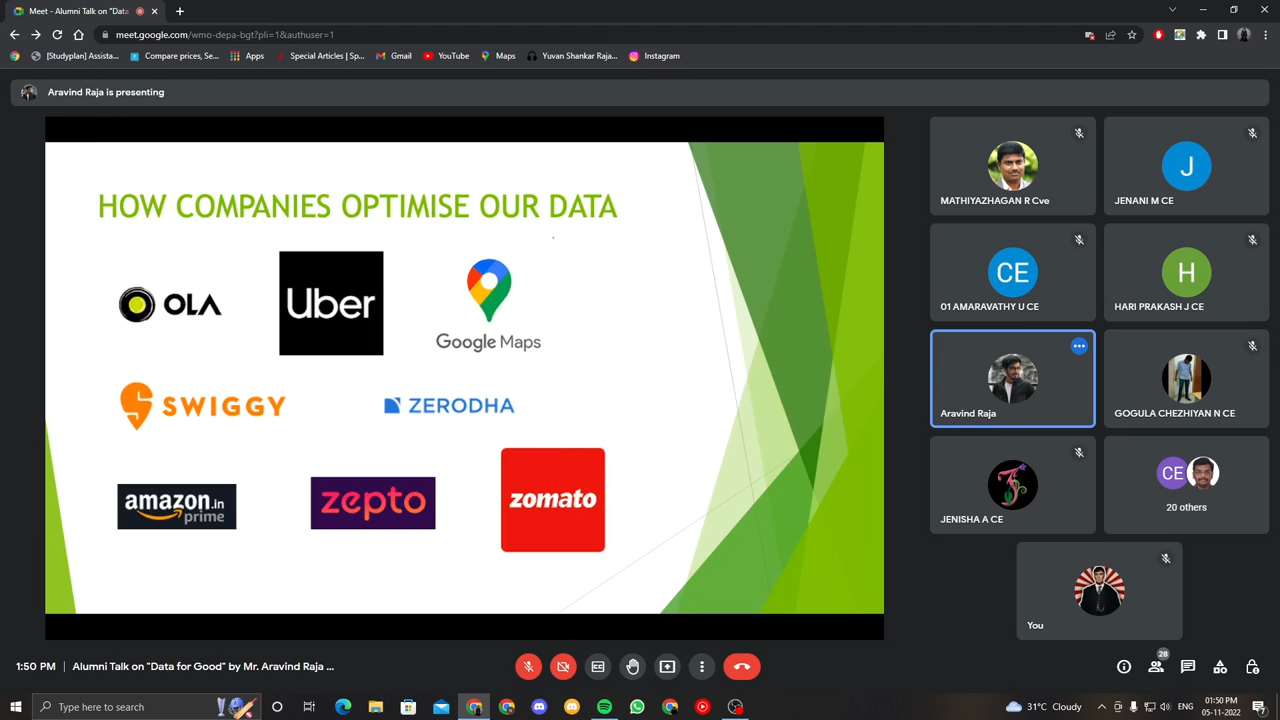 Meet - Alumni Talk on "Data
meet.google.com/wmo-depa-bgt?pli=1&authuser=1
[Studyplan] Assista...
Compare prices, Se...
Apps
Special Articles | Sp...
Gmail
YouTube
Maps
Yuvan Shankar Raja...
Instagram
Aravind Raja is presenting
HOW COMPANIES OPTIMISE OUR DATA
OLA
Uber
Google Maps
SWIGGY
ZERODHA
amazon.in
prime
zepto
zomato
MATHIYAZHAGAN R Cve
J
JENANI M CE
CE
01 AMARAVATHY U CE
H
HARI PRAKASH J CE
Aravind Raja
GOGULA CHEZHIYAN N CE
JENISHA A CE
CE
20 others
You
1:50 PM | Alumni Talk on "Data for Good" by Mr. Aravind Raja ...
28
Type here to search
31°C Cloudy
ENG
01:50 PM
05-11-2022